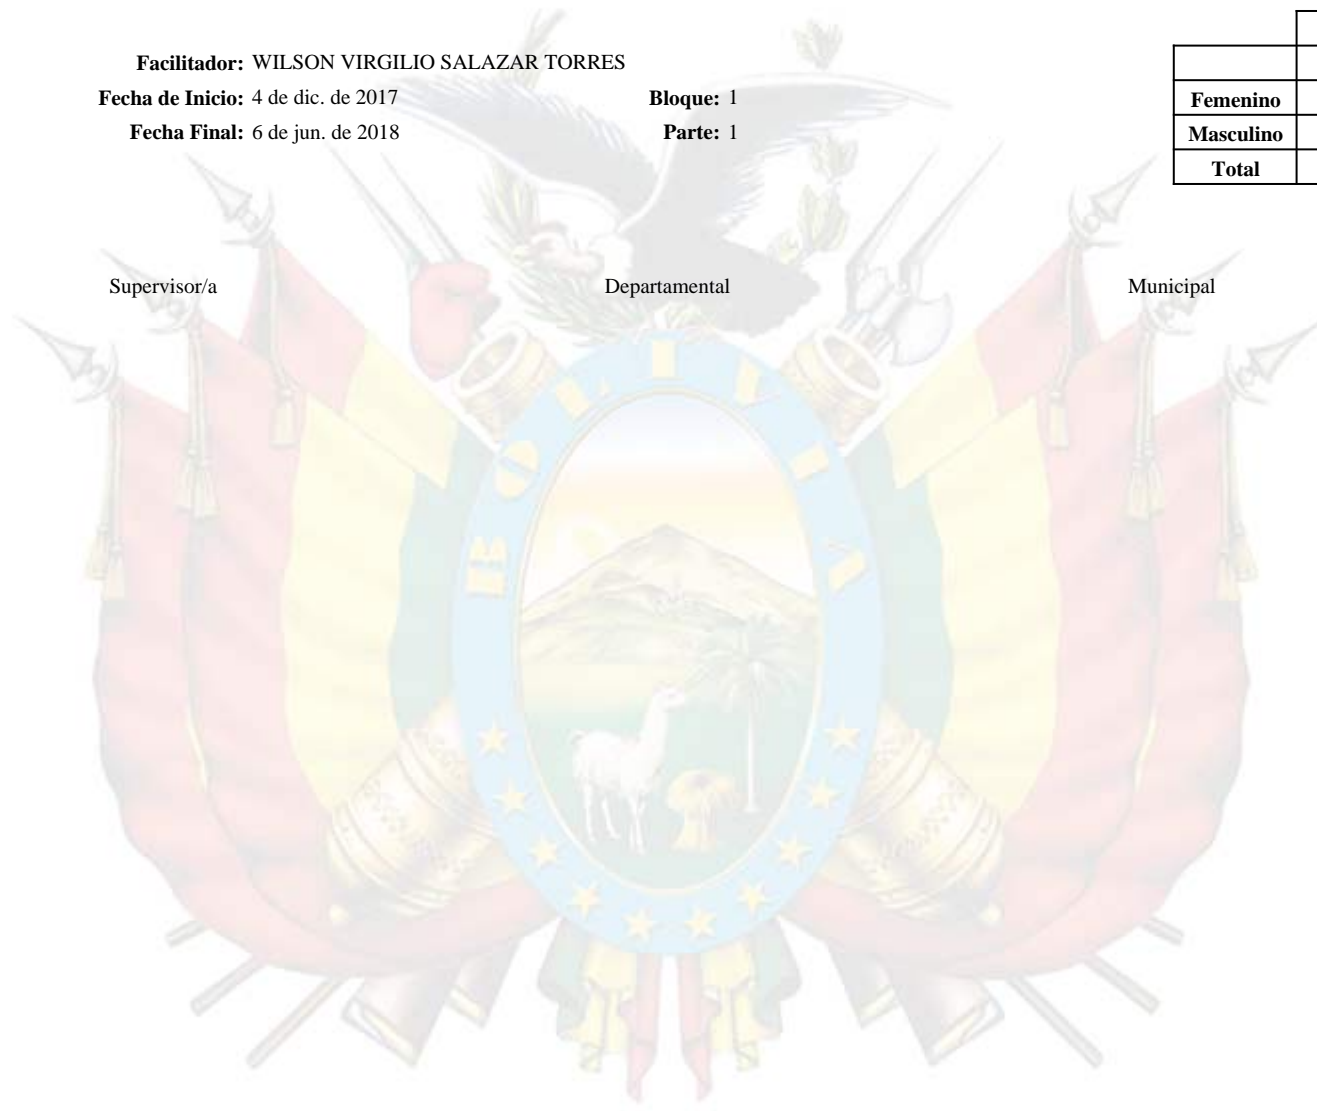 Facilitador: WILSON VIRGILIO SALAZAR TORRES
Fecha de Inicio: 4 de dic. de 2017 Bloque: 1
Fecha Final: 6 de jun. de 2018 Parte: 1
Femenino
Masculino
Total
Supervisor/a Departamental Municipal
BOLIVIA